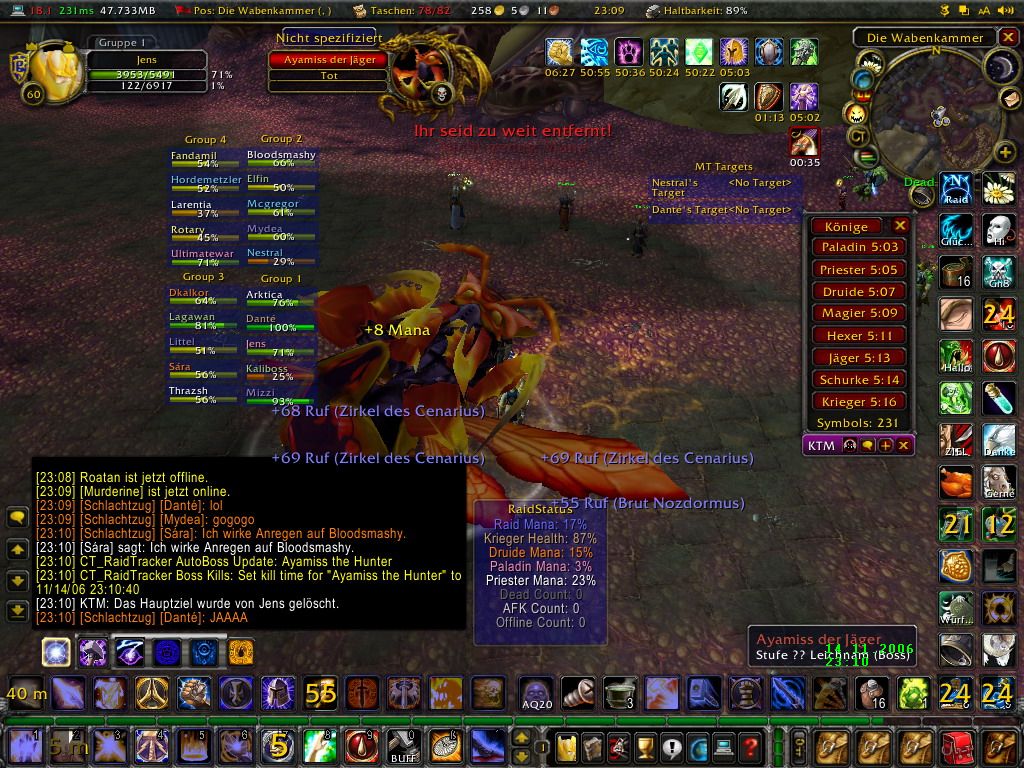 18.1 231ms 47.733MB
Pos: Die Wabenkammer (, )
Taschen: 78/82
258 5 11
23:09
Haltbarkeit: 89%
Gruppe 1
Jens
3953/5491 71%
122/6917 1%
60
Nicht spezifiziert
Ayamiss der Jäger
Tot
06:27 50:55 50:36 50:24 50:22 05:03
01:13 05:02
00:35
Die Wabenkammer
N
CT
Ihr seid zu weit entfernt!
Group 4
Fandamil
54%
Hordemetzler
52%
Larentia
37%
Rotary
45%
Ultimatewar
71%
Group 2
Bloodsmashy
66%
Elfin
50%
Mcgregor
61%
Mydea
60%
Nestral
29%
Group 3
Dkalkor
64%
Lagawan
81%
Littel
51%
Sára
56%
Thrazsh
56%
Group 1
Arktica
76%
Danté
100%
Jens
71%
Kaliboss
25%
Mizzi
93%
MT Targets
Nestral's Target <No Target>
Danté's Target <No Target>
Dead:
Raid
Könige
Paladin 5:03
Priester 5:05
Druide 5:07
Magier 5:09
Hexer 5:11
Jäger 5:13
Schurke 5:14
Krieger 5:16
Symbols: 231
KTM
+8 Mana
+68 Ruf (Zirkel des Cenarius)
+69 Ruf (Zirkel des Cenarius)
+69 Ruf (Zirkel des Cenarius)
+55 Ruf (Brut Nozdormus)
[23:08] Roatan ist jetzt offline.
[23:09] [Murderine] ist jetzt online.
[23:09] [Schlachtzug] [Danté]: lol
[23:09] [Schlachtzug] [Mydea]: gogogo
[23:10] [Schlachtzug] [Sára]: Ich wirke Anregen auf Bloodsmashy.
[23:10] [Sára] sagt: Ich wirke Anregen auf Bloodsmashy.
[23:10] CT_RaidTracker AutoBoss Update: Ayamiss the Hunter
[23:10] CT_RaidTracker Boss Kills: Set kill time for "Ayamiss the Hunter" to
11/14/06 23:10:40
[23:10] KTM: Das Hauptziel wurde von Jens gelöscht.
[23:10] [Schlachtzug] [Danté]: JAAAA
RaidStatus
Raid Mana: 17%
Krieger Health: 87%
Druide Mana: 15%
Paladin Mana: 3%
Priester Mana: 23%
Dead Count: 0
AFK Count: 0
Offline Count: 0
Hi
16
24
Hallo
ZIEL
Danke
Gerne
21 12
Würf...
Ayamiss der Jäger
Stufe ?? Leichnam (Boss)
14.11.2006
23.10
40 m
55
AQ20
3
16
24 24
5 m
5
BUFF